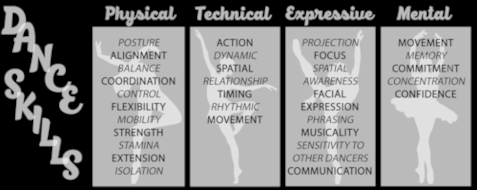 DANCE
SKILLS
Physical
POSTURE
ALIGNMENT
BALANCE
COORDINATION
CONTROL
FLEXIBILITY
MOBILITY
STRENGTH
STAMINA
EXTENSION
ISOLATION
Technical
ACTION
DYNAMIC
SPATIAL
RELATIONSHIP
TIMING
RHYTHMIC
MOVEMENT
Expressive
PROJECTION
FOCUS
SPATIAL
AWARENESS
FACIAL
EXPRESSION
PHRASING
MUSICALITY
SENSITIVITY TO
OTHER DANCERS
COMMUNICATION
Mental
MOVEMENT
MEMORY
COMMITMENT
CONCENTRATION
CONFIDENCE